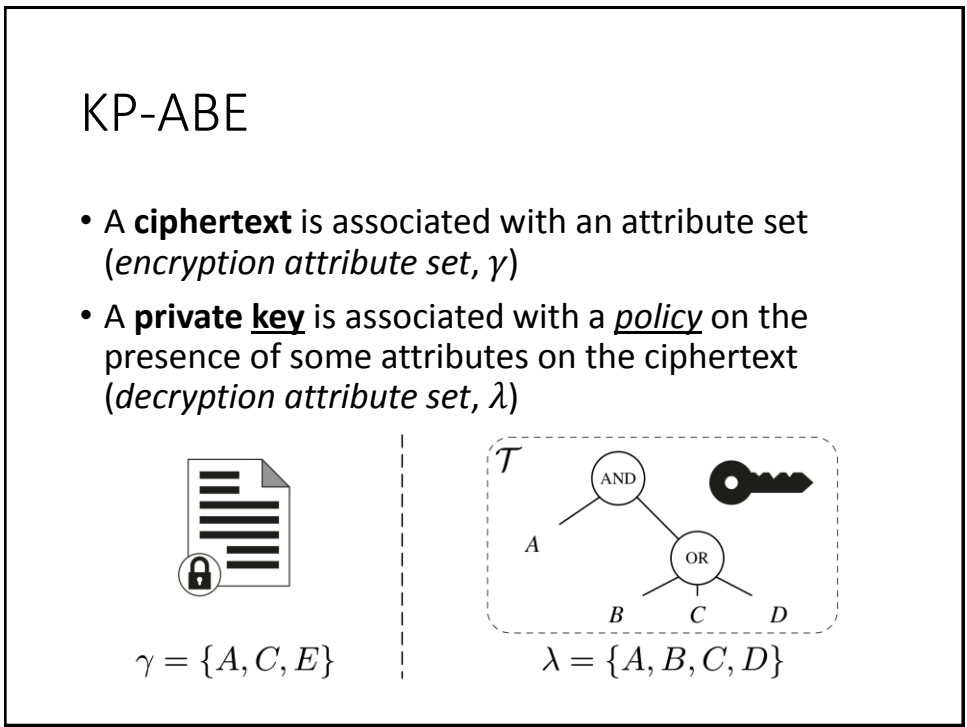 KP-ABE
• A ciphertext is associated with an attribute set
(encryption attribute set, γ)
• A private key is associated with a policy on the
presence of some attributes on the ciphertext
(decryption attribute set, λ)
𝒯
AND
A
OR
B C D
γ = {A, C, E}
λ = {A, B, C, D}